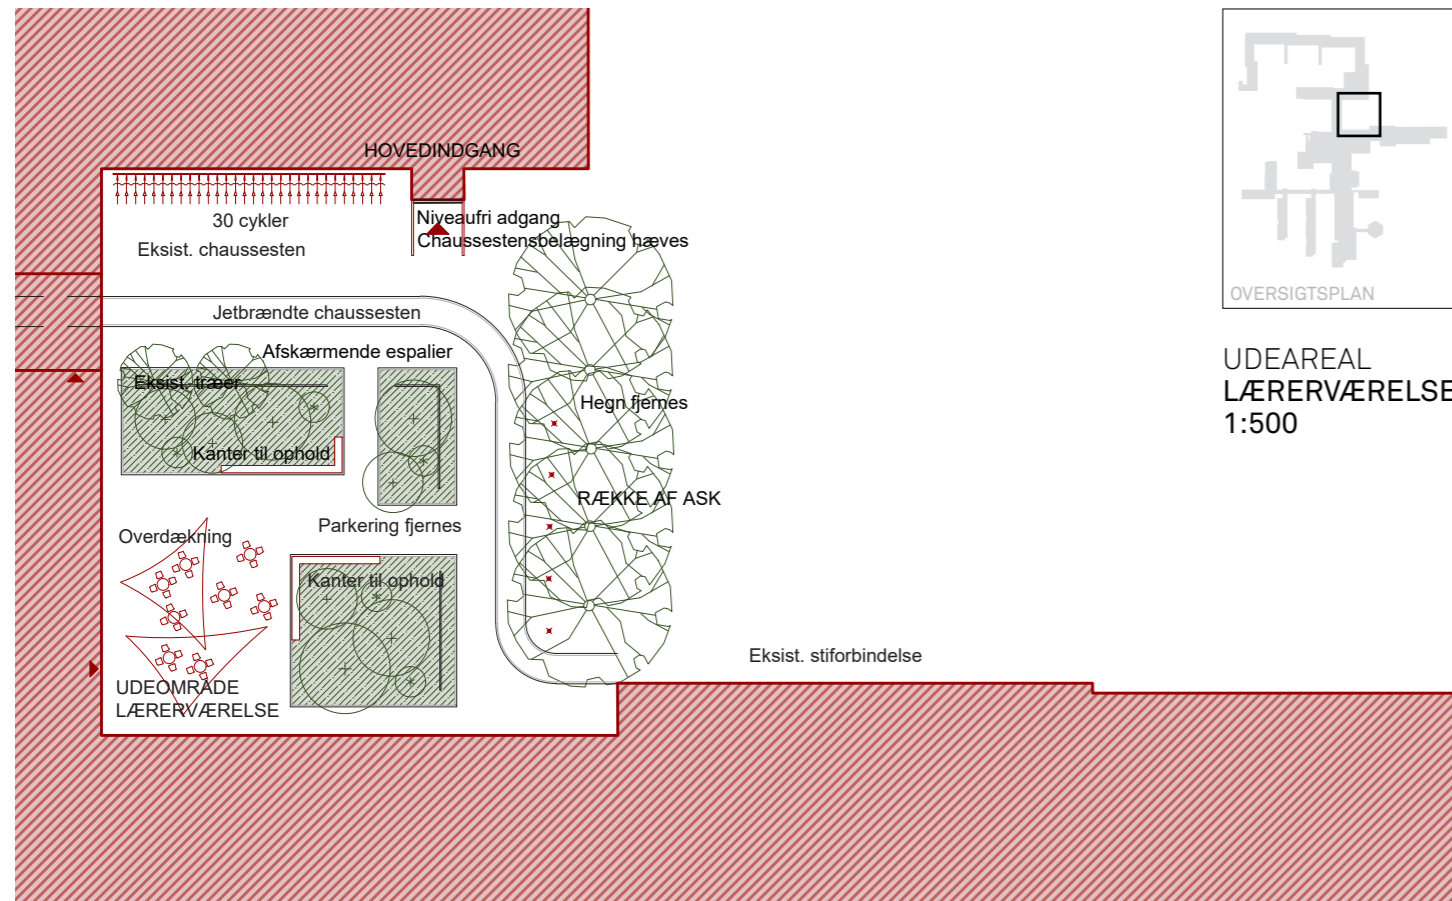 HOVEDINDGANG
30 cykler
Eksist. chaussesten
Niveaufri adgang
Chaussestensbelægning hæves
Jetbrændte chaussesten
Afskærmende espalier
Eksist. træer
Kanter til ophold
Hegn fjernes
RÆKKE AF ASK
Parkering fjernes
Overdækning
Kanter til ophold
UDEOMRÅDE
LÆRERVÆRELSE
Eksist. stiforbindelse
OVERSIGTSPLAN
UDEAREAL
LÆRERVÆRELSE
1:500